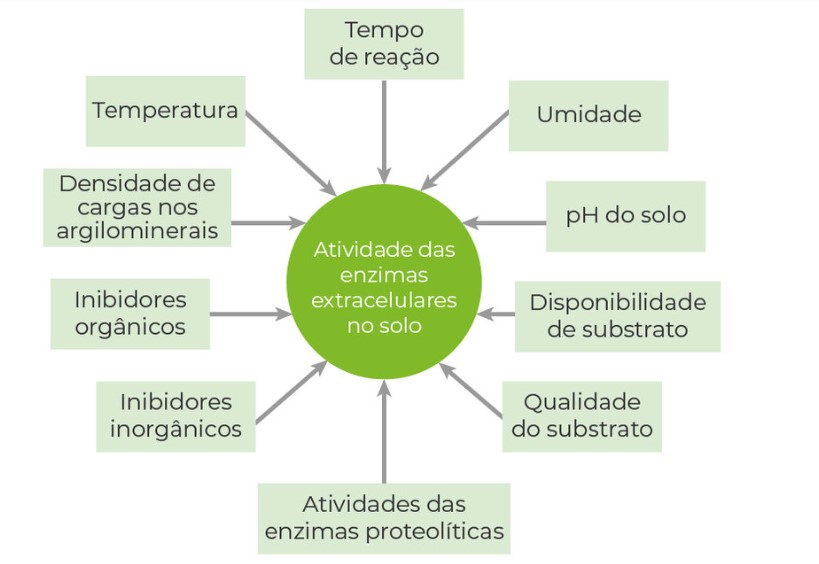 Tempo
de reação
Temperatura
Umidade
Densidade de
cargas nos
argilominerais
pH do solo
Atividade das
enzimas
extracelulares
no solo
Inibidores
orgânicos
Disponibilidade
de substrato
Inibidores
inorgânicos
Qualidade
do substrato
Atividades das
enzimas proteolíticas